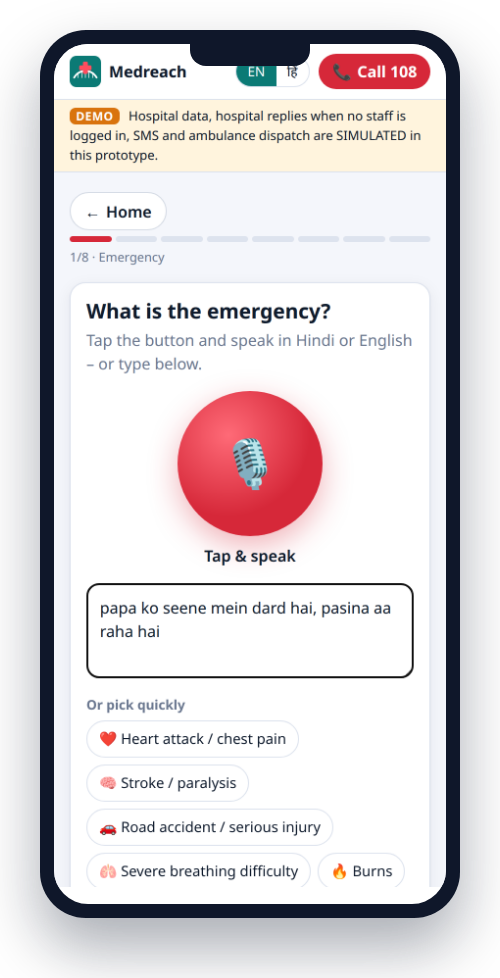 Medreach
EN हिं
Call 108
DEMO Hospital data, hospital replies when no staff is
logged in, SMS and ambulance dispatch are SIMULATED in
this prototype.
← Home
1/8 · Emergency
What is the emergency?
Tap the button and speak in Hindi or English
– or type below.
Tap & speak
papa ko seene mein dard hai, pasina aa
raha hai
Or pick quickly
Heart attack / chest pain
Stroke / paralysis
Road accident / serious injury
Severe breathing difficulty
Burns